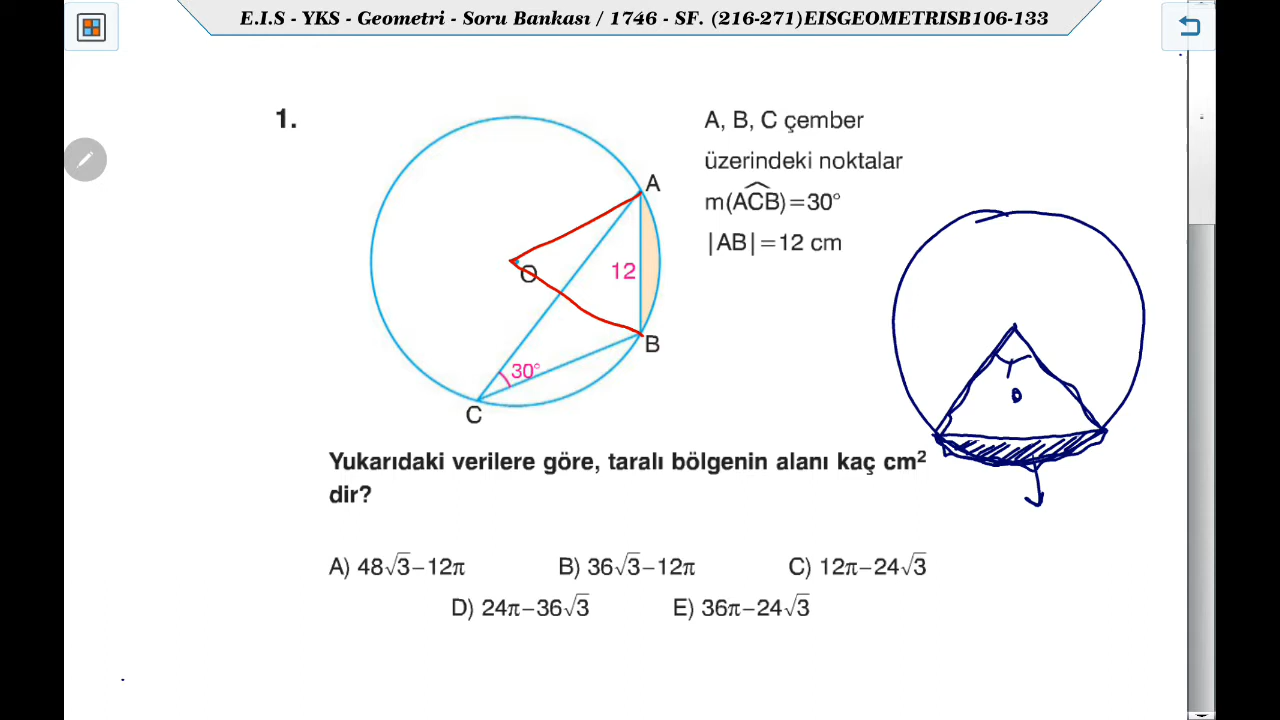 E.I.S - YKS - Geometri - Soru Bankası / 1746 - SF. (216-271)EISGEOMETRISB106-133
1.
A, B, C çember
üzerindeki noktalar
m(ACB)=30°
|AB|=12 cm
A
O
12
B
30°
C
Yukarıdaki verilere göre, taralı bölgenin alanı kaç cm²
dir?
A) 48√3–12π B) 36√3–12π C) 12π–24√3
D) 24π–36√3 E) 36π–24√3